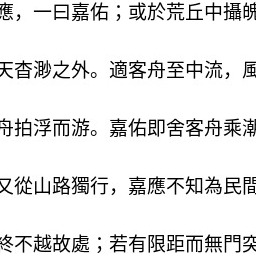 應，一曰嘉佑；或於荒丘中攝魄
天杳渺之外。適客舟至中流，風
舟拍浮而游。嘉佑即舍客舟乘潮
又從山路獨行，嘉應不知為民間
終不越故處；若有限距而無門突